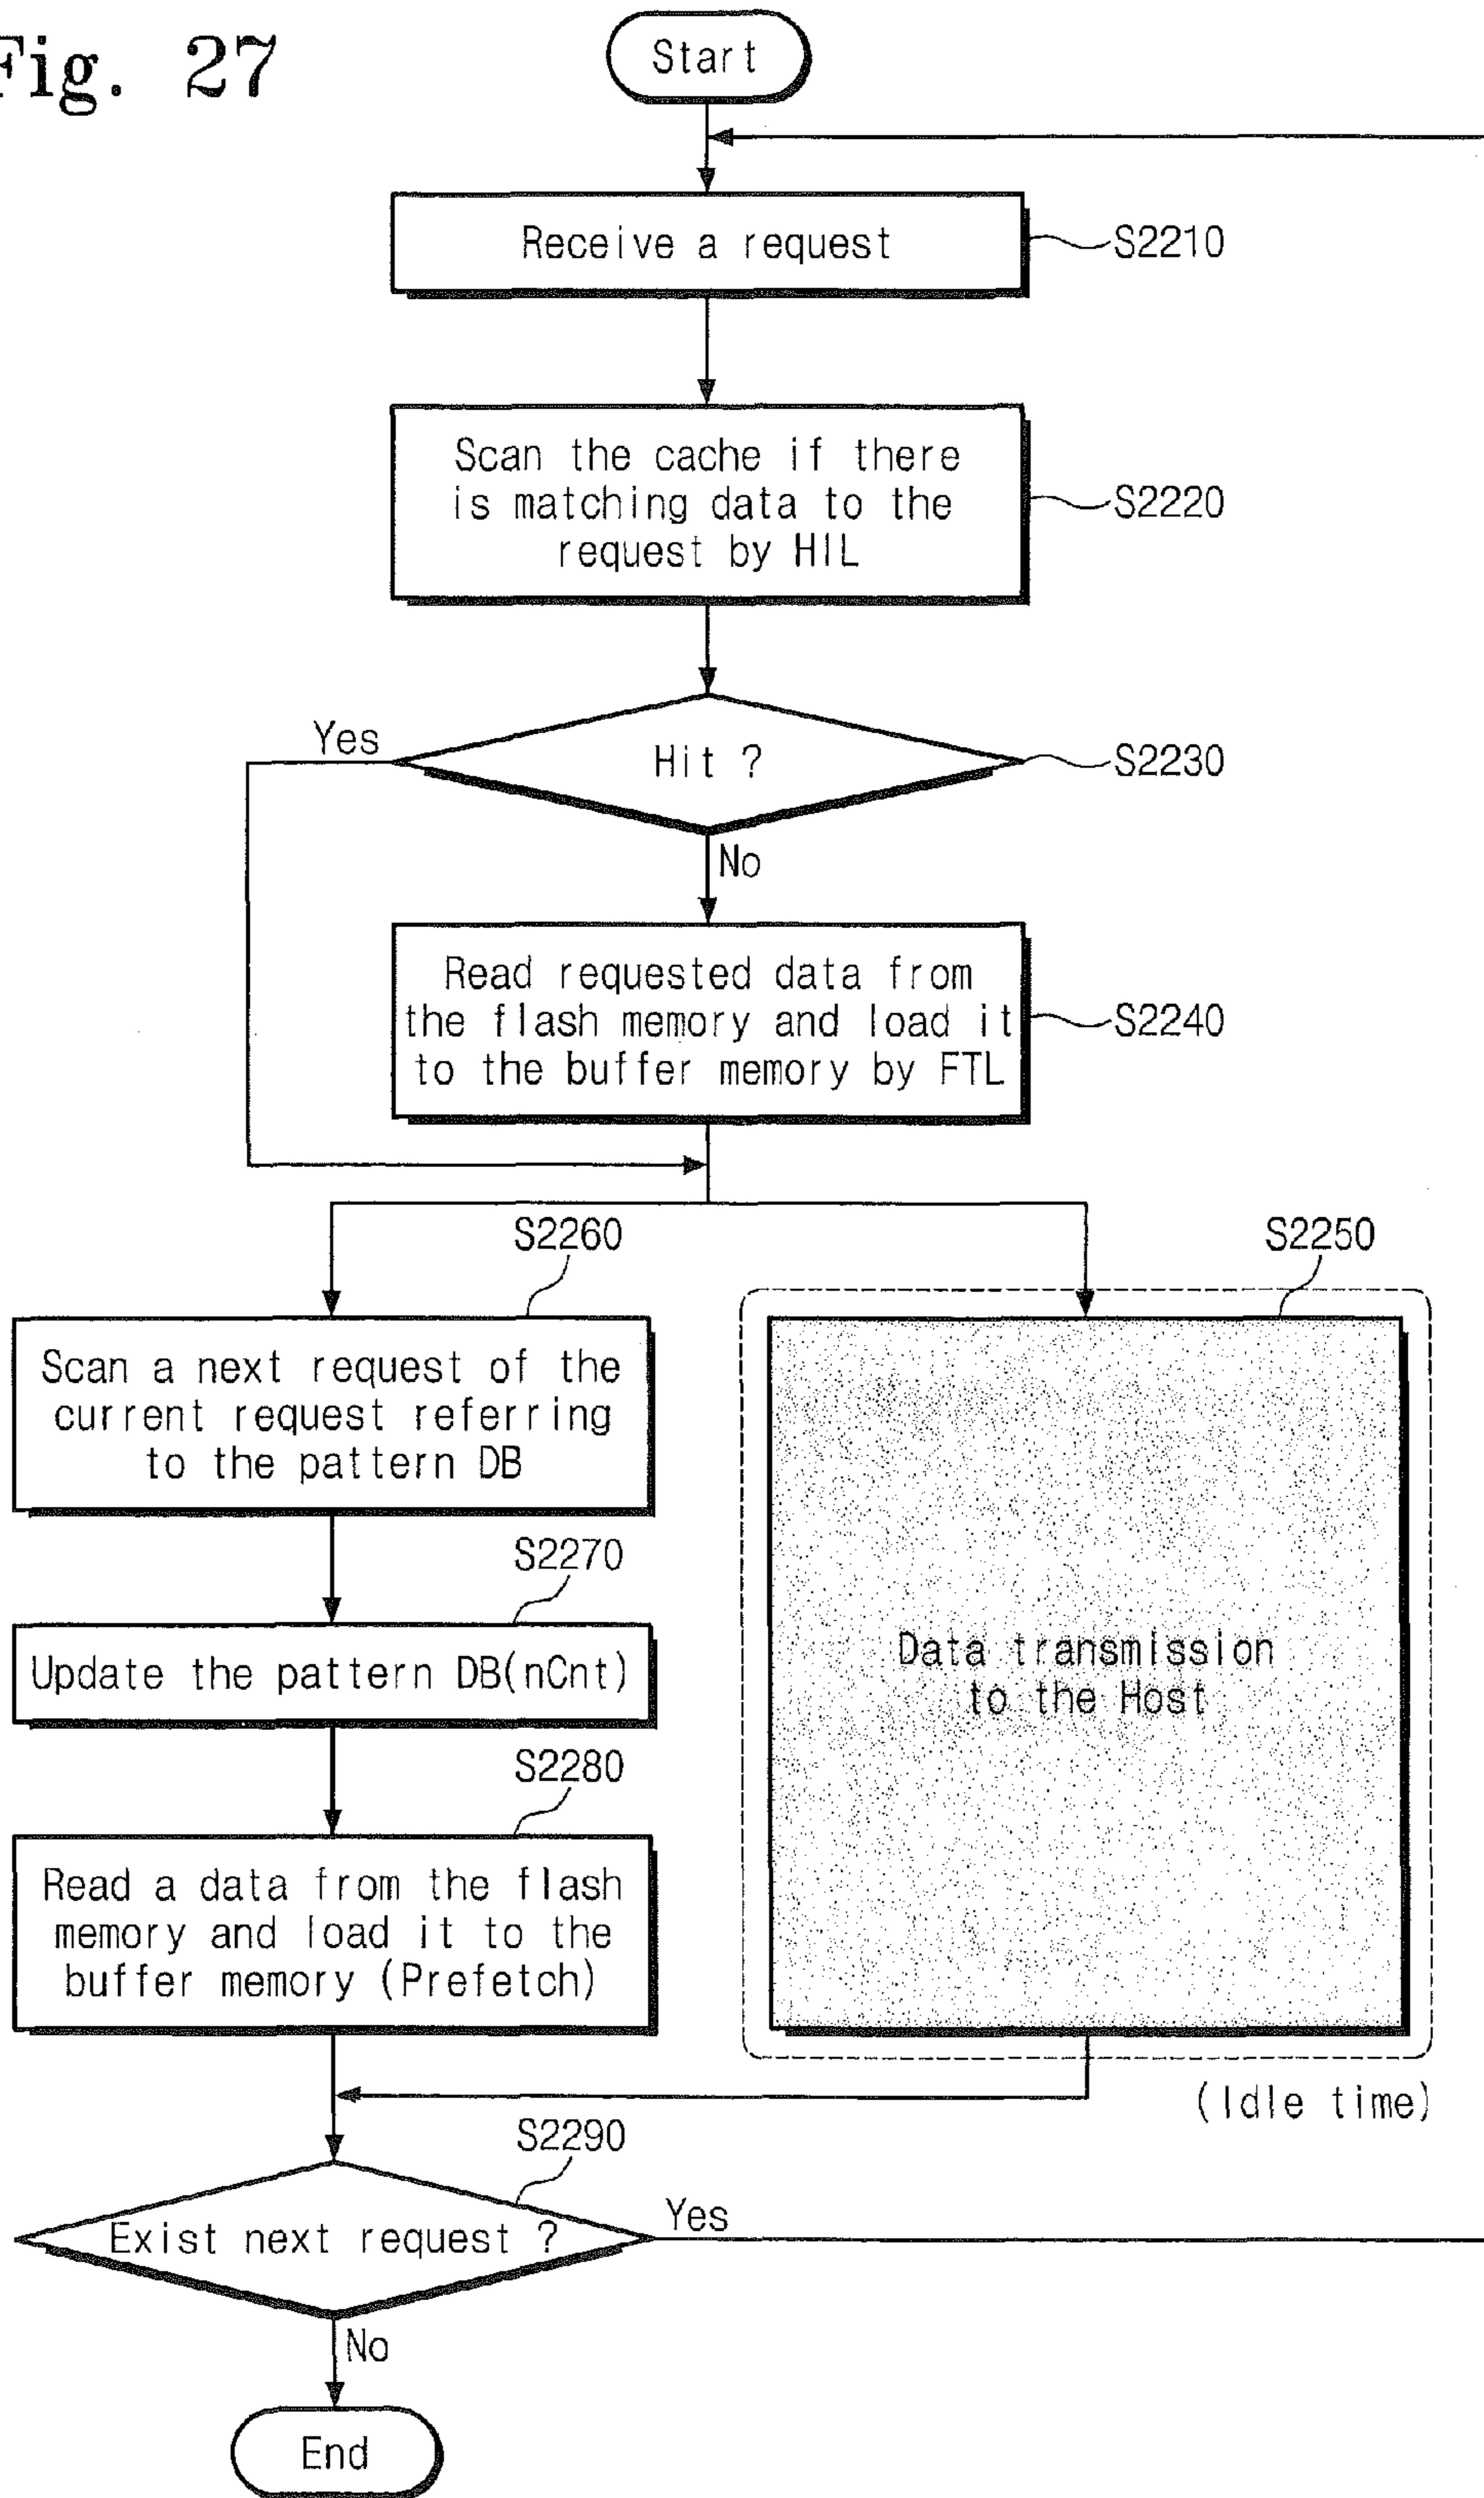 Fig. 27
Start
Receive a request
S2210
Scan the cache if there
is matching data to the
request by HIL
S2220
Yes
Hit ?
S2230
No
Read requested data from
the flash memory and load it
to the buffer memory by FTL
S2240
S2260
S2250
Scan a next request of the
current request referring
to the pattern DB
S2270
Update the pattern DB(nCnt)
S2280
Read a data from the flash
memory and load it to the
buffer memory (Prefetch)
Data transmission
to the Host
(Idle time)
S2290
Exist next request ?
Yes
No
End